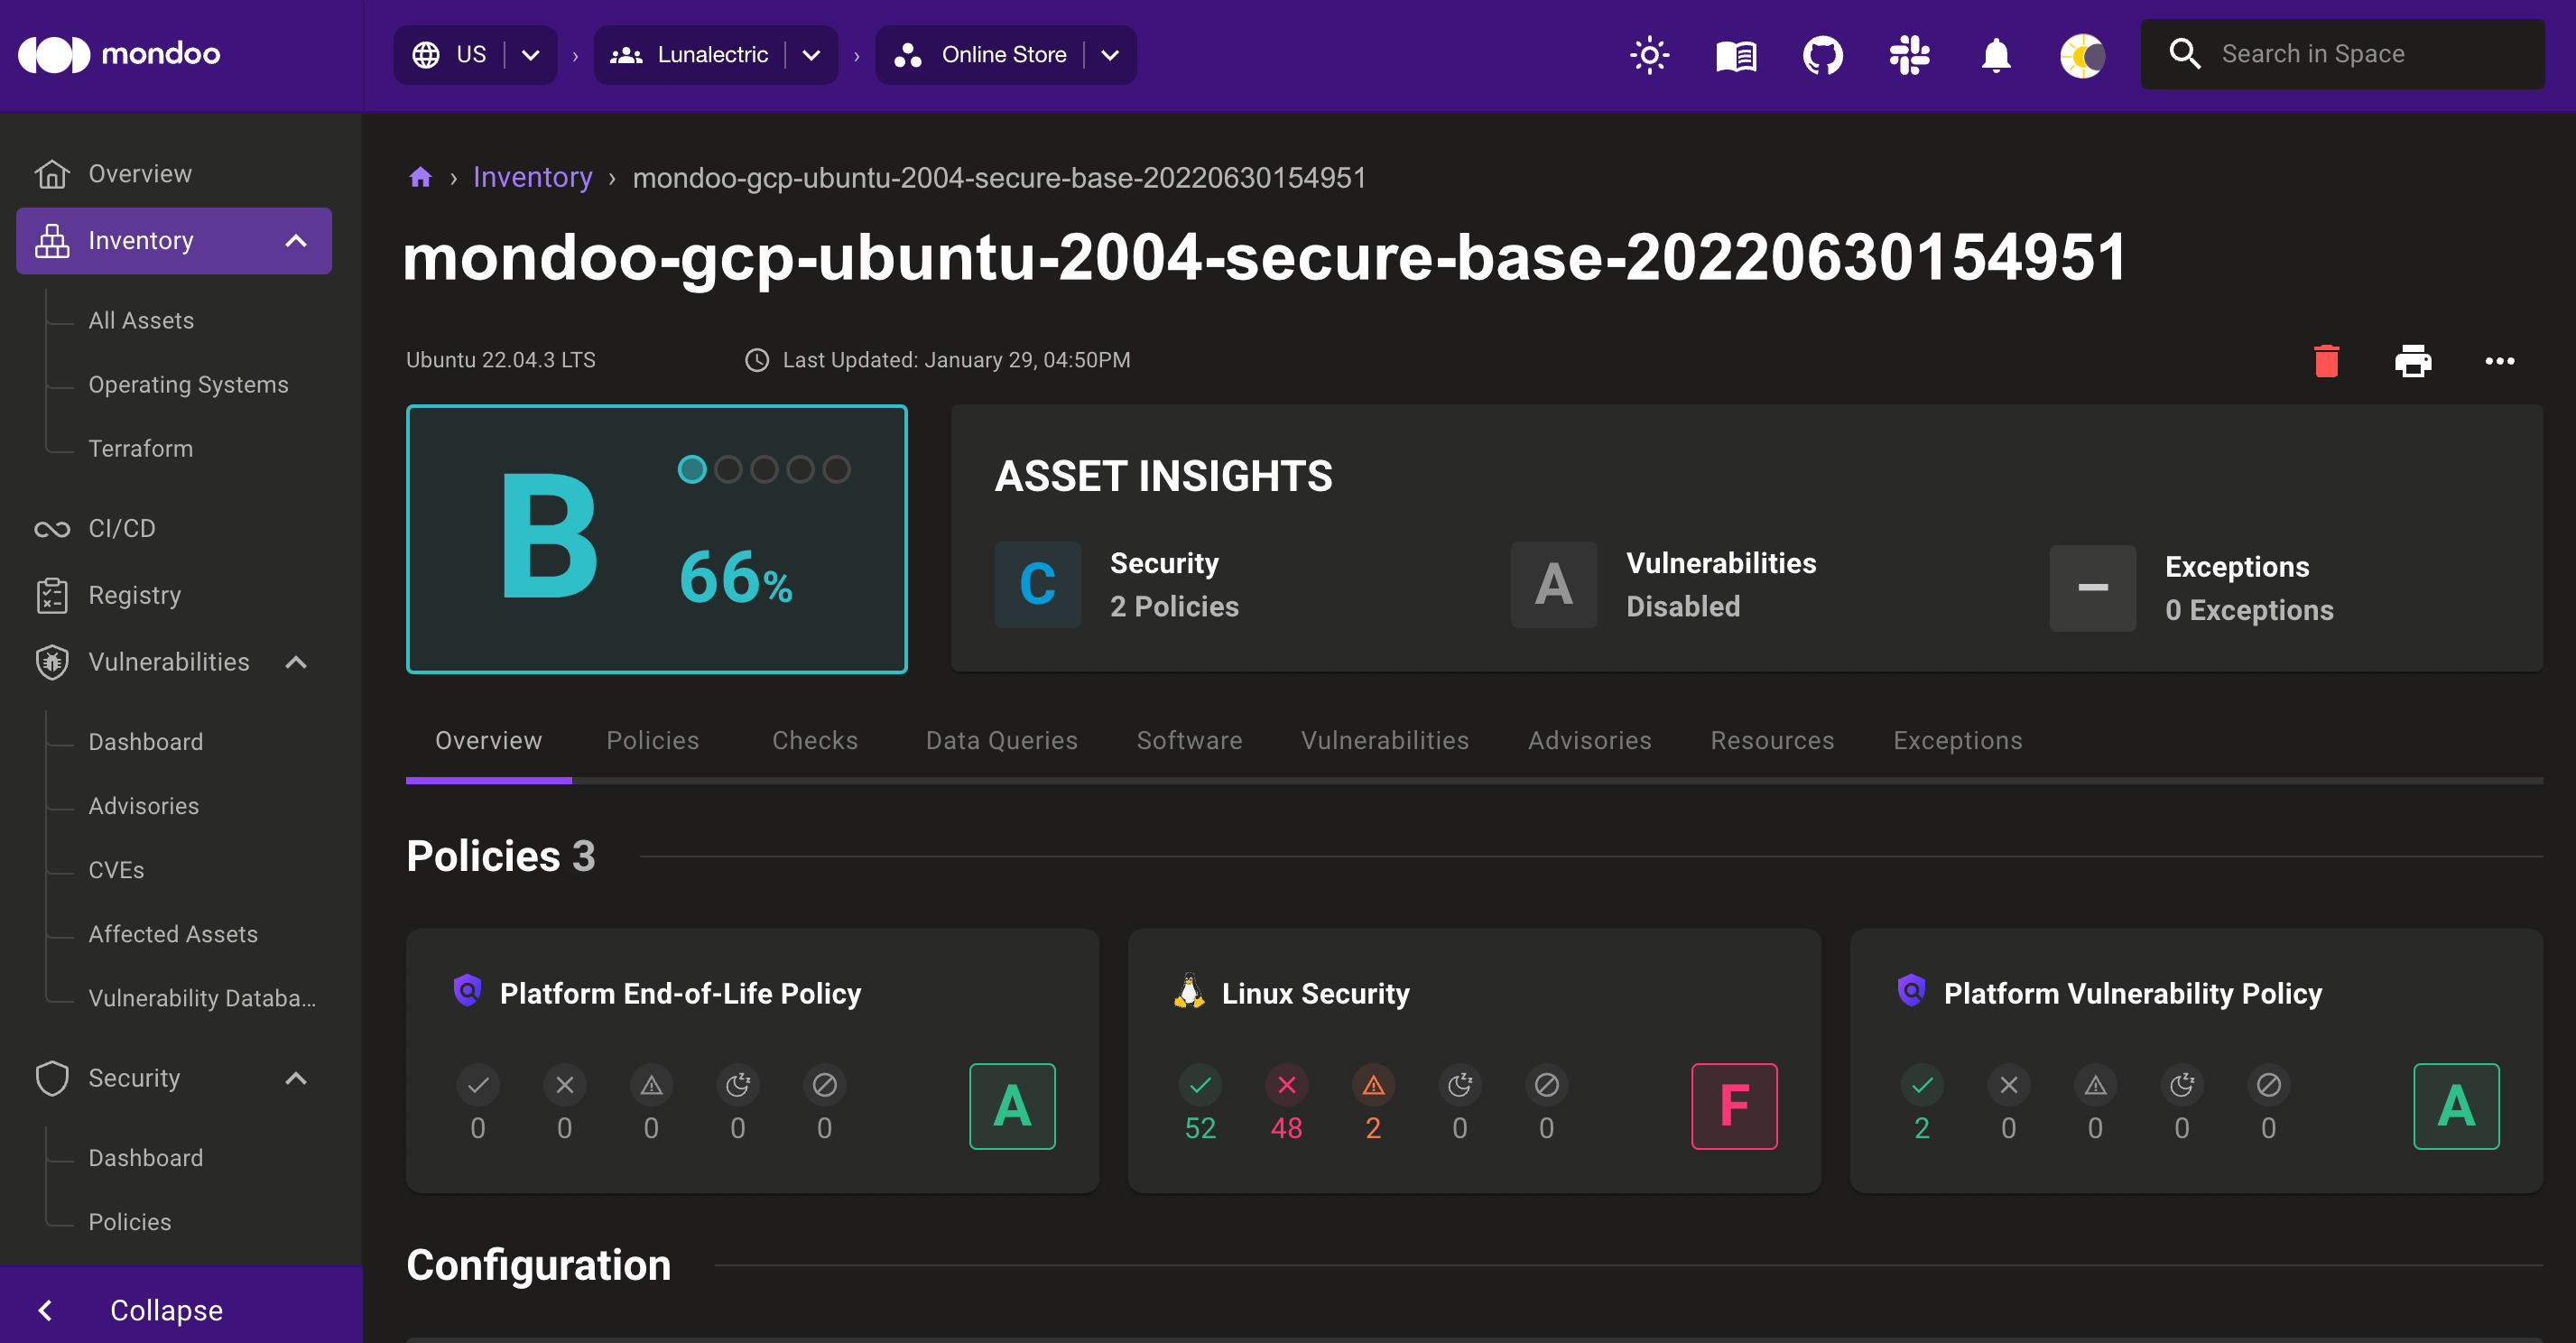 mondoo
US
Lunalectric
Online Store
Search in Space
Overview
Inventory
All Assets
Operating Systems
Terraform
CI/CD
Registry
Vulnerabilities
Dashboard
Advisories
CVEs
Affected Assets
Vulnerability Databa...
Security
Dashboard
Policies
Collapse
Inventory › mondoo-gcp-ubuntu-2004-secure-base-20220630154951
mondoo-gcp-ubuntu-2004-secure-base-20220630154951
Ubuntu 22.04.3 LTS
Last Updated: January 29, 04:50PM
B
66%
ASSET INSIGHTS
C
Security
2 Policies
A
Vulnerabilities
Disabled
Exceptions
0 Exceptions
Overview Policies Checks Data Queries Software Vulnerabilities Advisories Resources Exceptions
Policies 3
Platform End-of-Life Policy
0 0 0 0 0
A
Linux Security
52 48 2 0 0
F
Platform Vulnerability Policy
2 0 0 0 0
A
Configuration